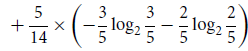 + 5/14 × (−3/5 log₂ 3/5 − 2/5 log₂ 2/5)